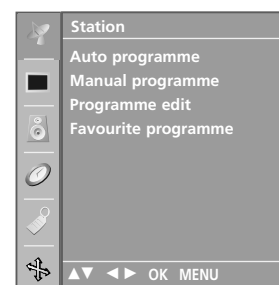 Station
Auto programme
Manual programme
Programme edit
Favourite programme
▲▼ ◄► OK MENU